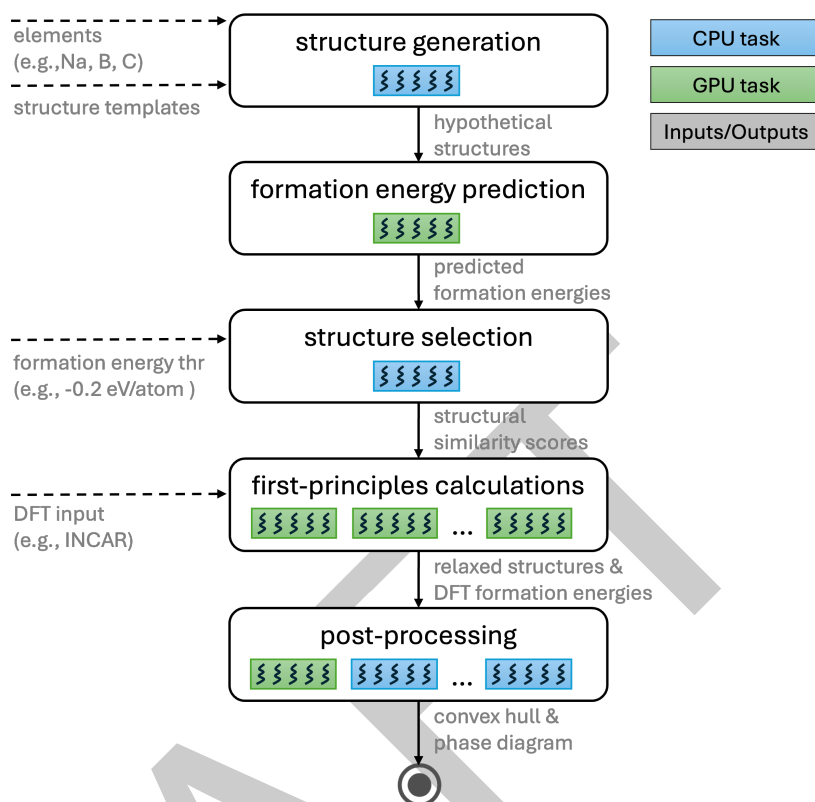 elements
(e.g.,Na, B, C)
structure templates
structure generation
CPU task
GPU task
Inputs/Outputs
hypothetical
structures
formation energy prediction
predicted
formation energies
formation energy thr
(e.g., -0.2 eV/atom )
structure selection
structural
similarity scores
DFT input
(e.g., INCAR)
first-principles calculations
...
relaxed structures &
DFT formation energies
post-processing
...
convex hull &
phase diagram